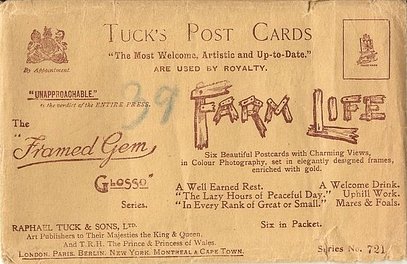 TUCK'S POST CARDS
"The Most Welcome, Artistic and Up-to-Date."
ARE USED BY ROYALTY.
By Appointment
"UNAPPROACHABLE."
is the verdict of the ENTIRE PRESS.
39
FARM LIFE
The
"Framed Gem
Glosso"
Series.
Six Beautiful Postcards with Charming Views,
in Colour Photography, set in elegantly designed frames,
enriched with gold.
A Well Earned Rest. A Welcome Drink.
"The Lazy Hours of Peaceful Day." Uphill Work.
"In Every Rank of Great or Small." Mares & Foals.
RAPHAEL TUCK & SONS, LTD.
Art Publishers to Their Majesties the King & Queen,
And T.R.H. The Prince & Princess of Wales.
LONDON. PARIS. BERLIN. NEW YORK. MONTREAL & CAPE TOWN.
Six in Packet.
Series No. 721